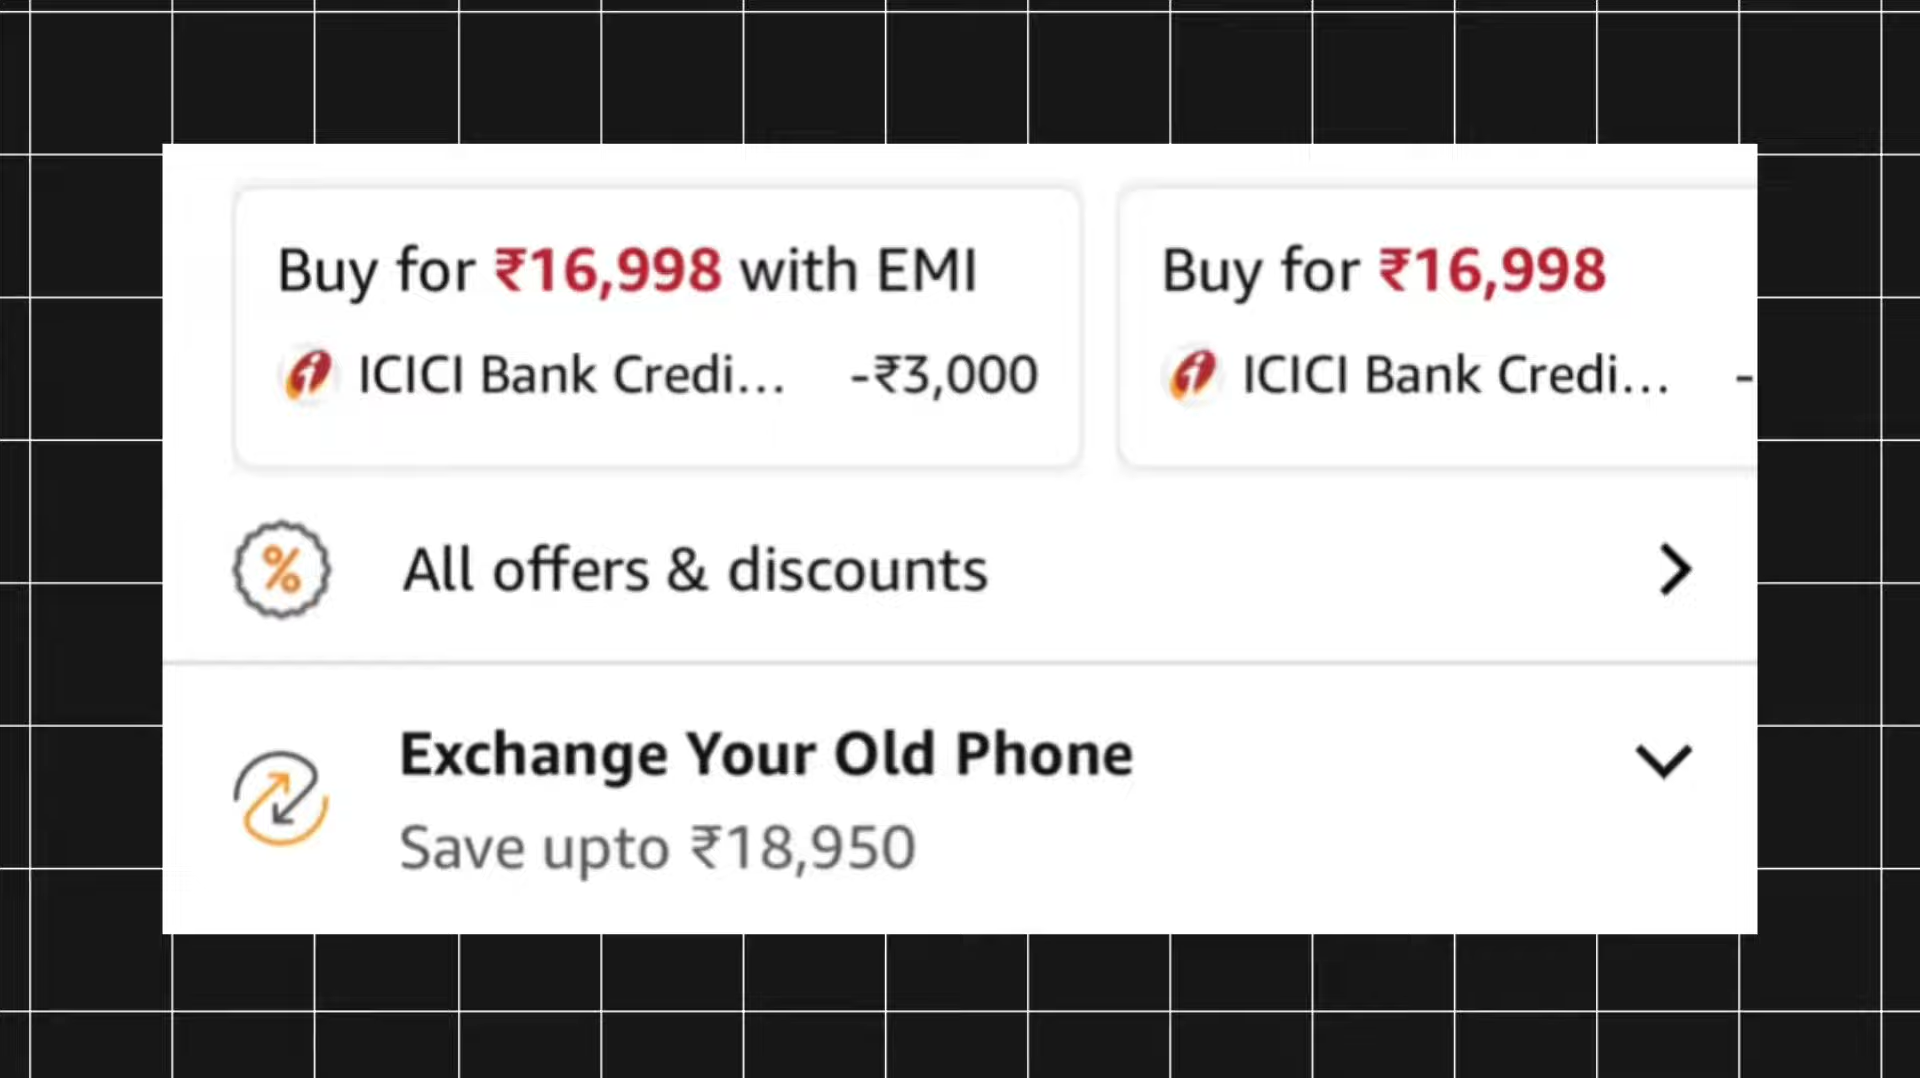 Buy for ₹16,998 with EMI
ICICI Bank Credi... -₹3,000
Buy for ₹16,998
ICICI Bank Credi... -
% All offers & discounts
Exchange Your Old Phone
Save upto ₹18,950